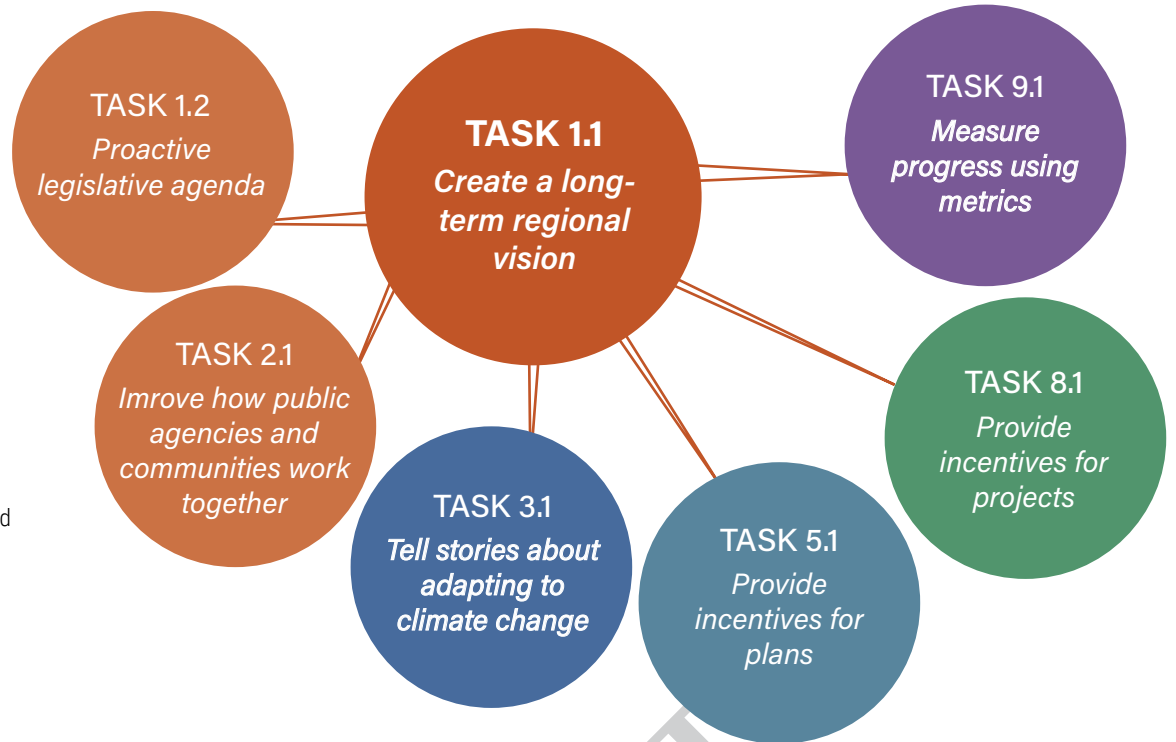 TASK 1.2
Proactive
legislative agenda
TASK 1.1
Create a long-
term regional
vision
TASK 9.1
Measure
progress using
metrics
TASK 2.1
Imrove how public
agencies and
communities work
together
TASK 3.1
Tell stories about
adapting to
climate change
TASK 5.1
Provide
incentives for
plans
TASK 8.1
Provide
incentives for
projects